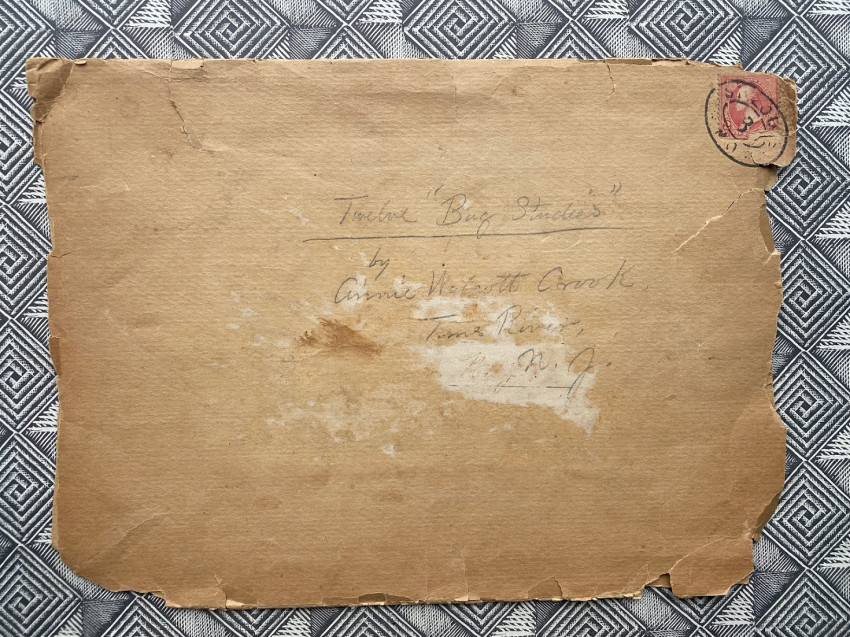 Twelve "Bug Studies"
by
Annie Walcott Crook,
Toms River,
N. J.